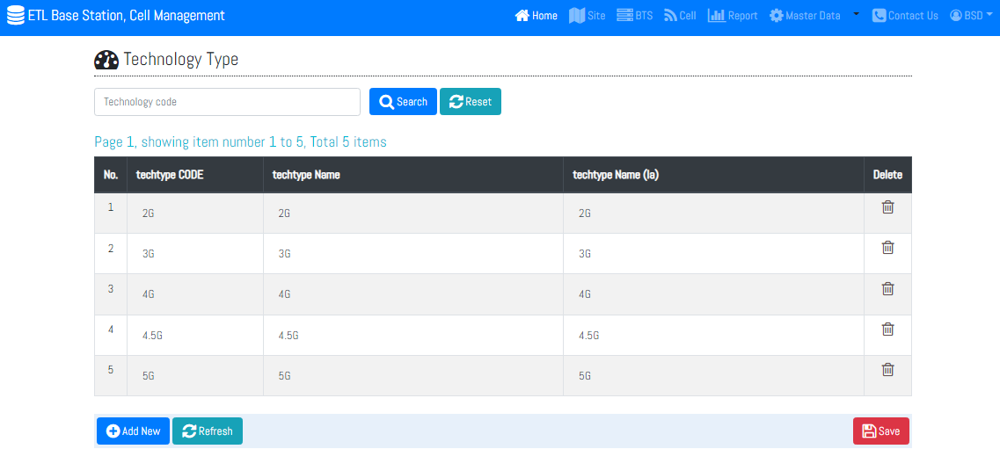 ETL Base Station, Cell Management Home Site BTS Cell Report Master Data Contact Us BSD
Technology Type
Technology code Search Reset
Page 1, showing item number 1 to 5, Total 5 items
No. techtype CODE techtype Name techtype Name (la) Delete
1 2G 2G 2G
2 3G 3G 3G
3 4G 4G 4G
4 4.5G 4.5G 4.5G
5 5G 5G 5G
Add New Refresh Save